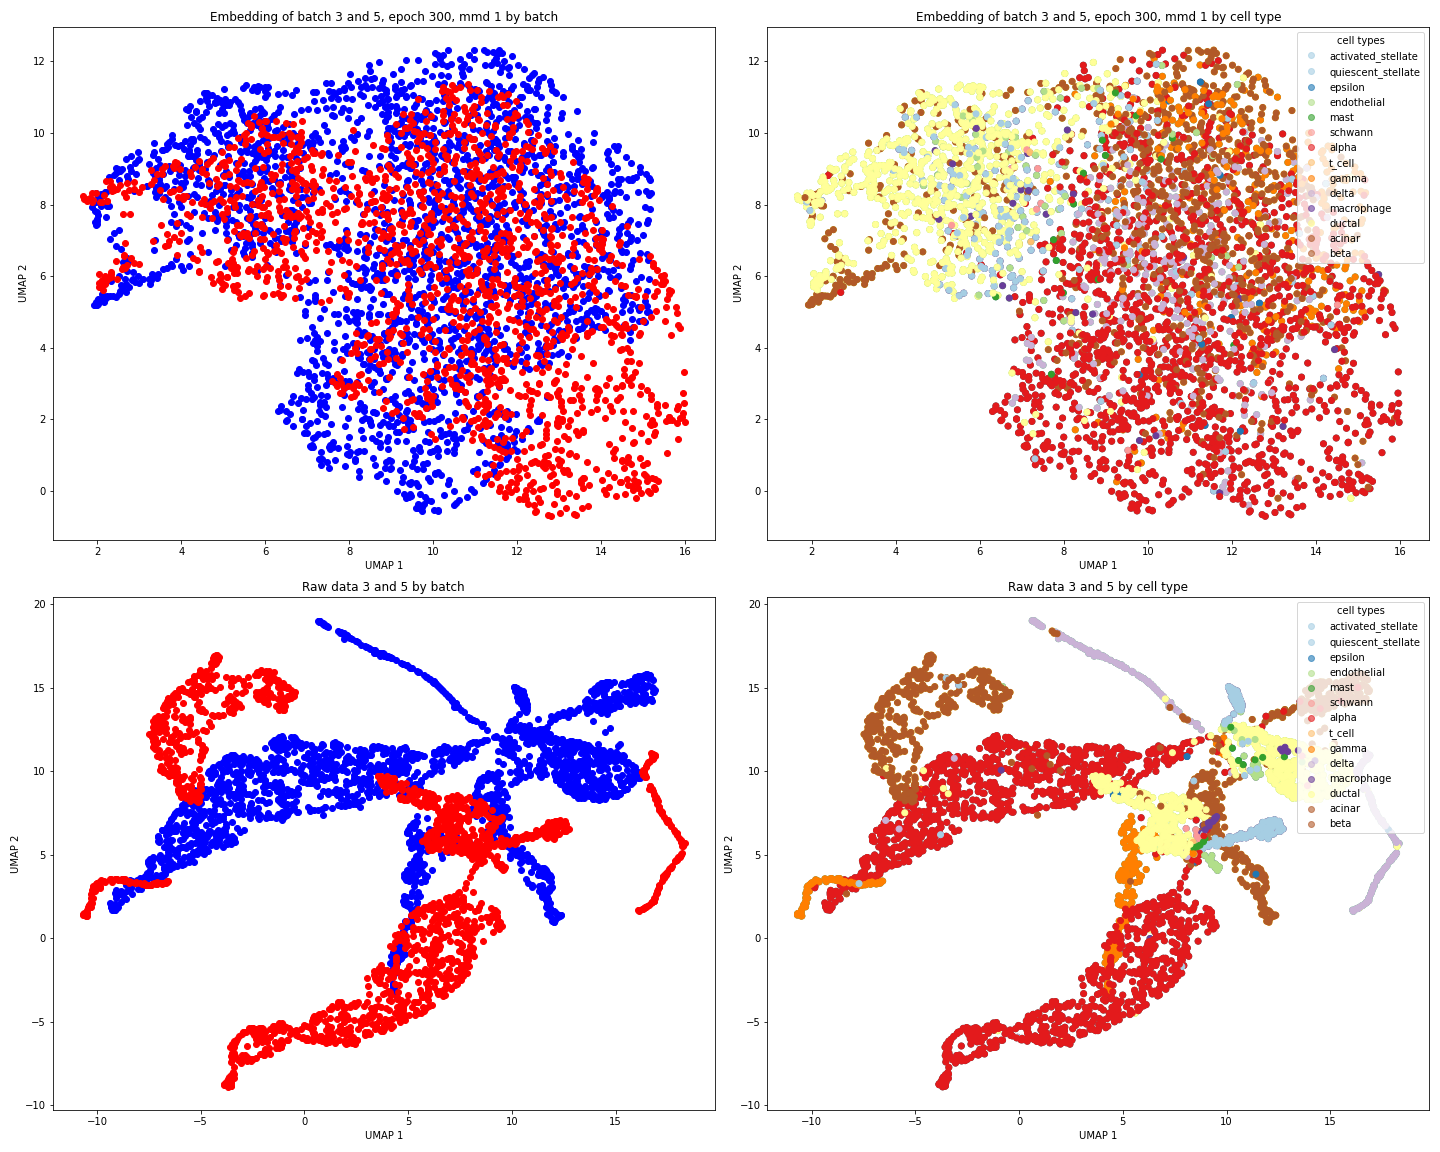 Embedding of batch 3 and 5, epoch 300, mmd 1 by batch
12
10
8
6
4
2
0
UMAP 2
2 4 6 8 10 12 14 16
UMAP 1
Embedding of batch 3 and 5, epoch 300, mmd 1 by cell type
cell types
activated_stellate
quiescent_stellate
epsilon
endothelial
mast
schwann
alpha
t_cell
gamma
delta
macrophage
ductal
acinar
beta
12
10
8
6
4
2
0
UMAP 2
2 4 6 8 10 12 14 16
UMAP 1
Raw data 3 and 5 by batch
20
15
10
5
0
−5
−10
UMAP 2
−10 −5 0 5 10 15
UMAP 1
Raw data 3 and 5 by cell type
cell types
activated_stellate
quiescent_stellate
epsilon
endothelial
mast
schwann
alpha
t_cell
gamma
delta
macrophage
ductal
acinar
beta
20
15
10
5
0
−5
−10
UMAP 2
−10 −5 0 5 10 15
UMAP 1